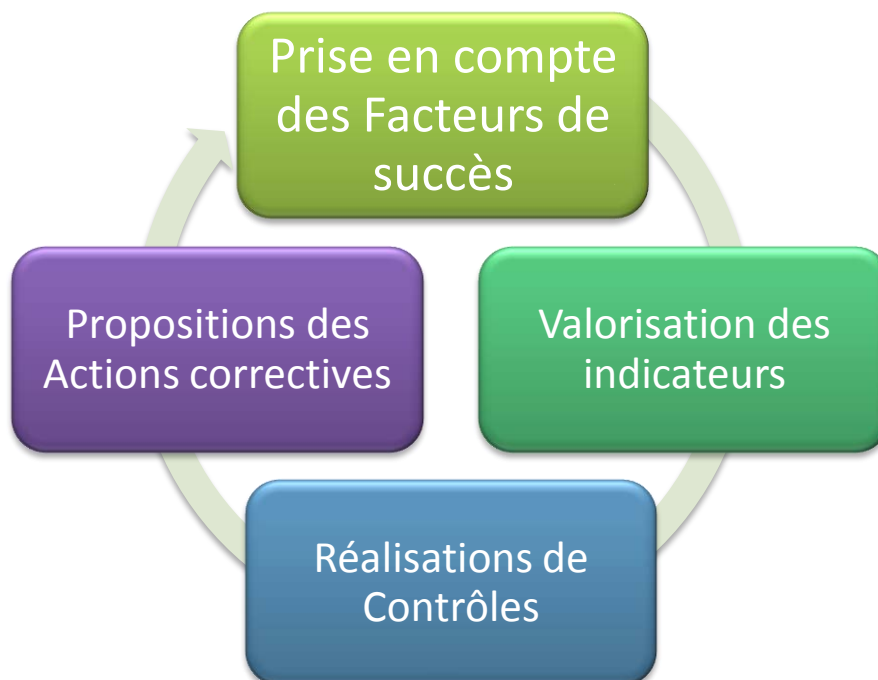 Prise en compte
des Facteurs de
succès
Propositions des
Actions correctives
Valorisation des
indicateurs
Réalisations de
Contrôles